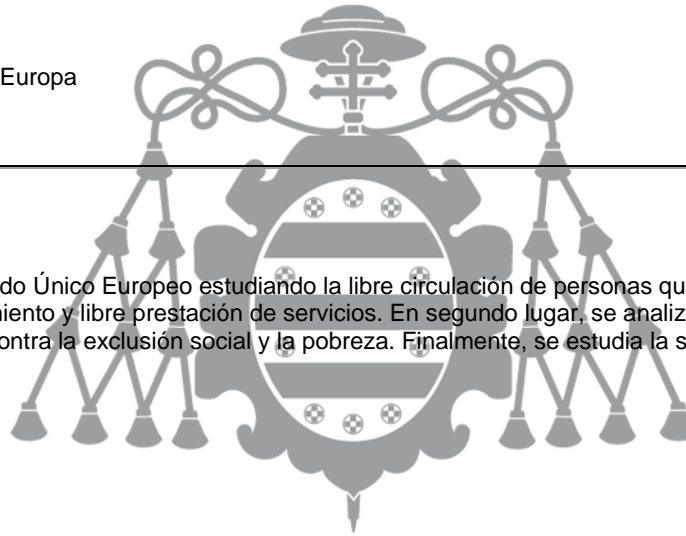 Europa
do Único Europeo estudiando la libre circulación de personas qu
iento y libre prestación de servicios. En segundo lugar, se analiz
ontra la exclusión social y la pobreza. Finalmente, se estudia la s